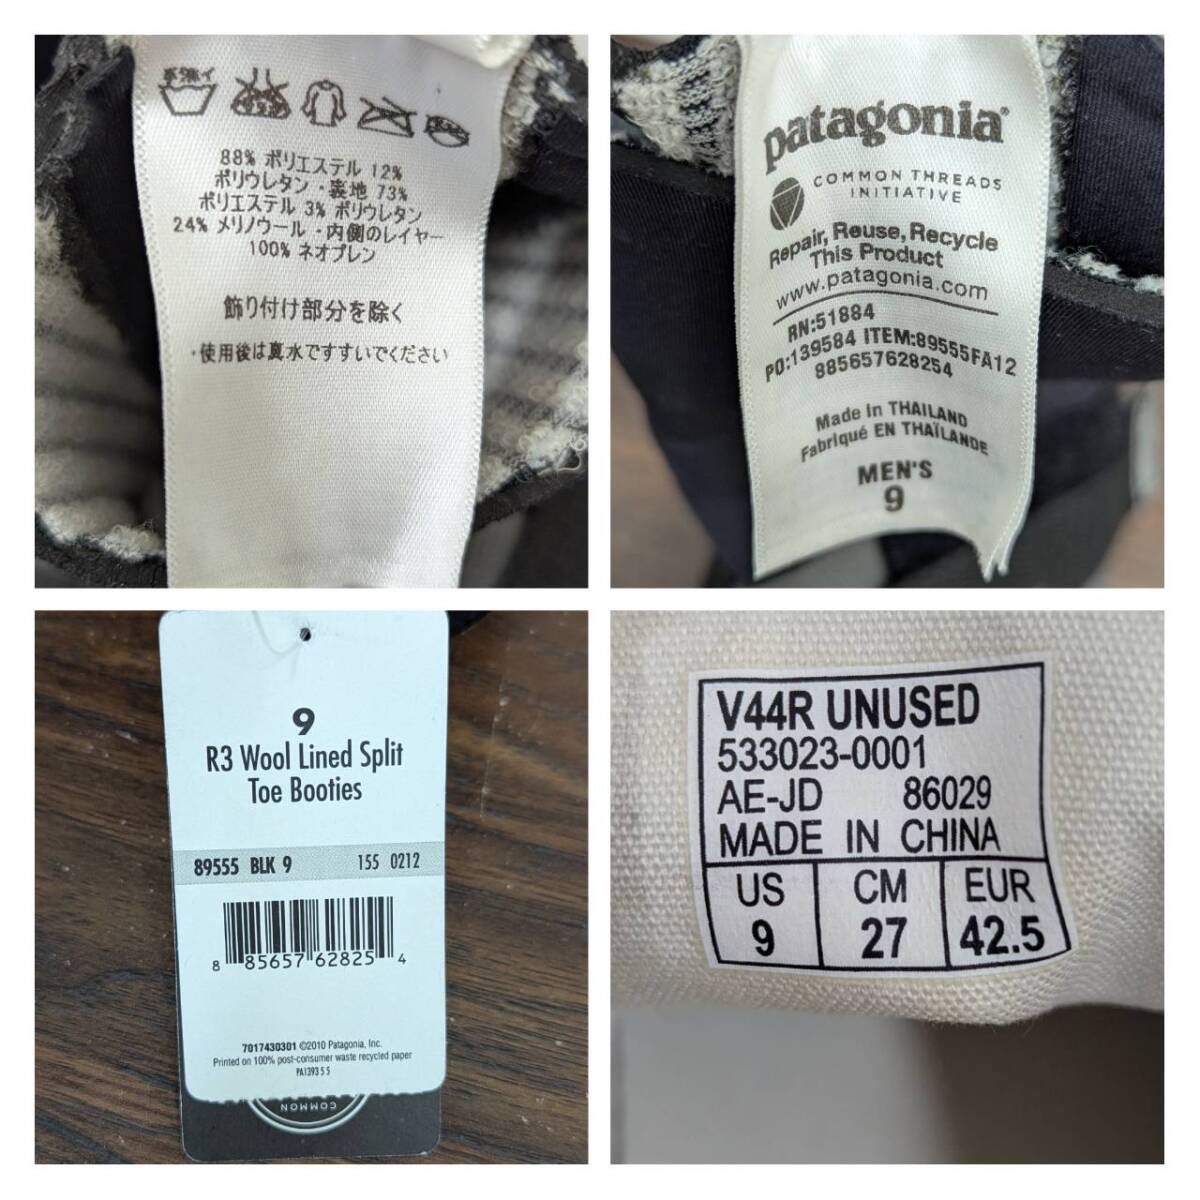 手洗イ
88% ポリエステル 12%
ポリウレタン・裏地 73%
ポリエステル 3% ポリウレタン
24% メリノウール・内側のレイヤー
100% ネオプレン
飾り付け部分を除く
・使用後は真水ですすいでください
patagonia®
COMMON THREADS
INITIATIVE
Repair, Reuse, Recycle
This Product
www.patagonia.com
RN:51884
PO:139584 ITEM:89555FA12
885657628254
Made in THAILAND
Fabriqué EN THAÏLANDE
MEN'S
9
9
R3 Wool Lined Split
Toe Booties
89555 BLK 9 155 0212
8 85657 62825 4
7017430301 ©2010 Patagonia, Inc.
Printed on 100% post-consumer waste recycled paper
PA1393 S 5
COMMON
V44R UNUSED
533023-0001
AE-JD 86029
MADE IN CHINA
US CM EUR
9 27 42.5